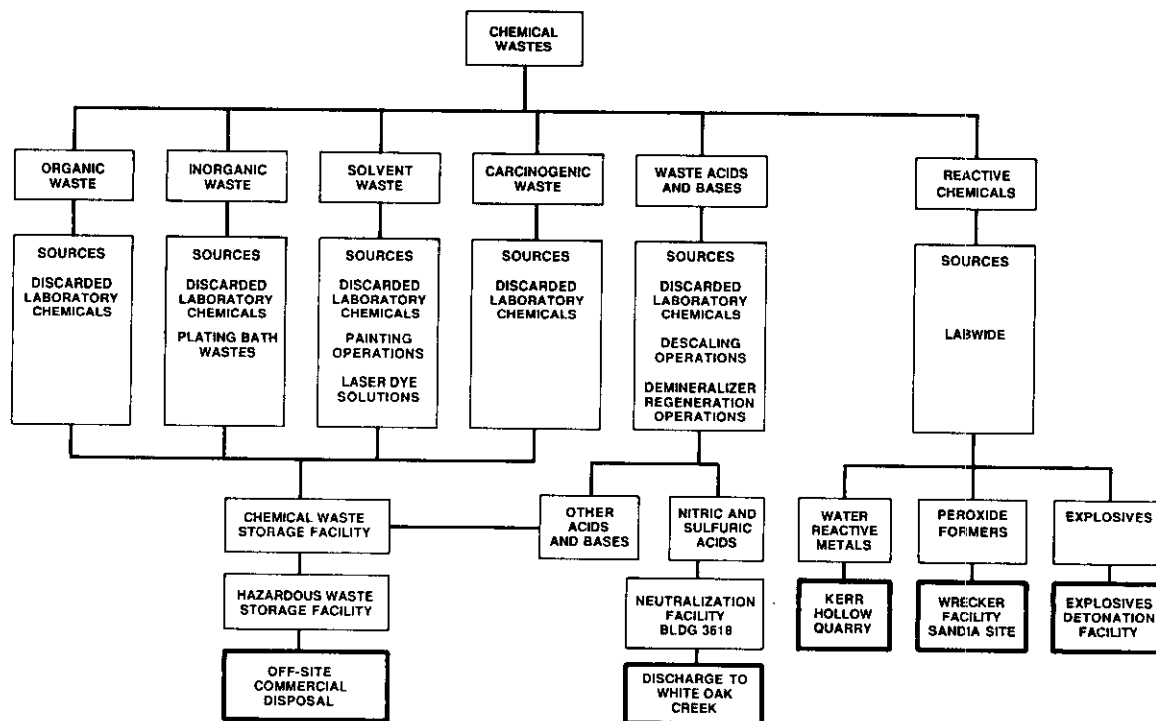 CHEMICAL
WASTES
ORGANIC
WASTE
INORGANIC
WASTE
SOLVENT
WASTE
CARCINOGENIC
WASTE
WASTE ACIDS
AND BASES
REACTIVE
CHEMICALS
SOURCES
DISCARDED
LABORATORY
CHEMICALS
SOURCES
DISCARDED
LABORATORY
CHEMICALS
PLATING BATH
WASTES
SOURCES
DISCARDED
LABORATORY
CHEMICALS
PAINTING
OPERATIONS
LASER DYE
SOLUTIONS
SOURCES
DISCARDED
LABORATORY
CHEMICALS
SOURCES
DISCARDED
LABORATORY
CHEMICALS
DESCALING
OPERATIONS
DEMINERALIZER
REGENERATION
OPERATIONS
SOURCES
LABWIDE
CHEMICAL WASTE
STORAGE FACILITY
OTHER
ACIDS
AND BASES
NITRIC AND
SULFURIC
ACIDS
WATER
REACTIVE
METALS
PEROXIDE
FORMERS
EXPLOSIVES
HAZARDOUS WASTE
STORAGE FACILITY
NEUTRALIZATION
FACILITY
BLDG 3518
KERR
HOLLOW
QUARRY
WRECKER
FACILITY
SANDIA SITE
EXPLOSIVES
DETONATION
FACILITY
OFF-SITE
COMMERCIAL
DISPOSAL
DISCHARGE TO
WHITE OAK
CREEK